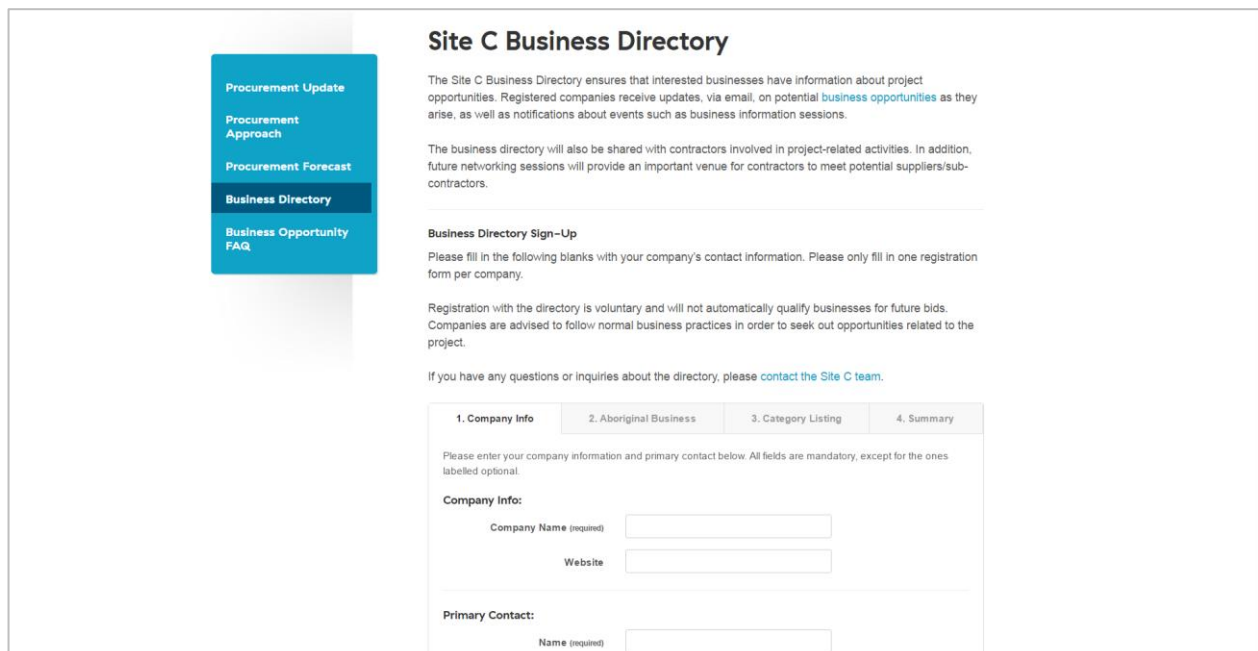 Site C Business Directory
Procurement Update
Procurement
Approach
Procurement Forecast
Business Directory
Business Opportunity
FAQ
The Site C Business Directory ensures that interested businesses have information about project
opportunities. Registered companies receive updates, via email, on potential business opportunities as they
arise, as well as notifications about events such as business information sessions.
The business directory will also be shared with contractors involved in project-related activities. In addition,
future networking sessions will provide an important venue for contractors to meet potential suppliers/sub-
contractors.
Business Directory Sign-Up
Please fill in the following blanks with your company's contact information. Please only fill in one registration
form per company.
Registration with the directory is voluntary and will not automatically qualify businesses for future bids.
Companies are advised to follow normal business practices in order to seek out opportunities related to the
project.
If you have any questions or inquiries about the directory, please contact the Site C team.
1. Company Info 2. Aboriginal Business 3. Category Listing 4. Summary
Please enter your company information and primary contact below. All fields are mandatory, except for the ones
labelled optional.
Company Info:
Company Name (required)
Website
Primary Contact:
Name (required)